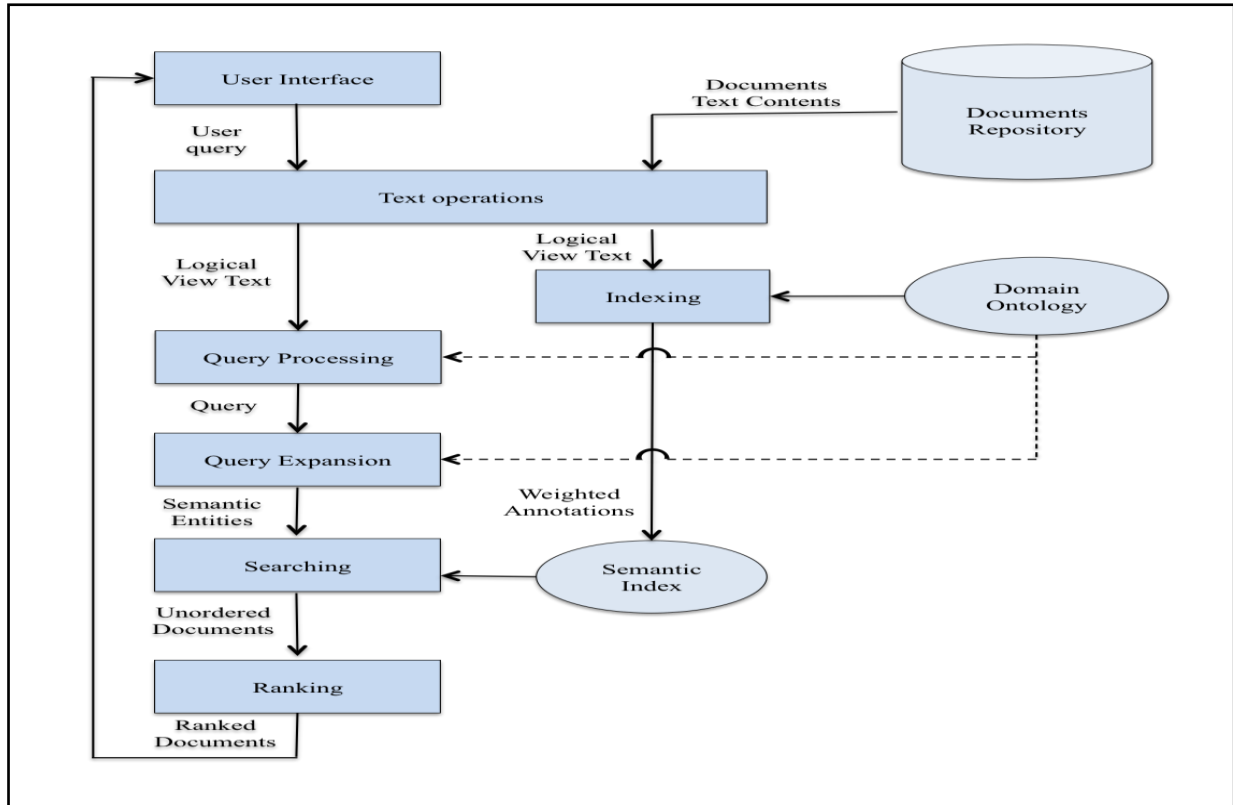 User Interface
Documents
Text Contents
Documents
Repository
User
query
Text operations
Logical
View Text
Logical
View Text
Indexing
Domain
Ontology
Query Processing
Query
Query Expansion
Semantic
Entities
Weighted
Annotations
Searching
Semantic
Index
Unordered
Documents
Ranking
Ranked
Documents